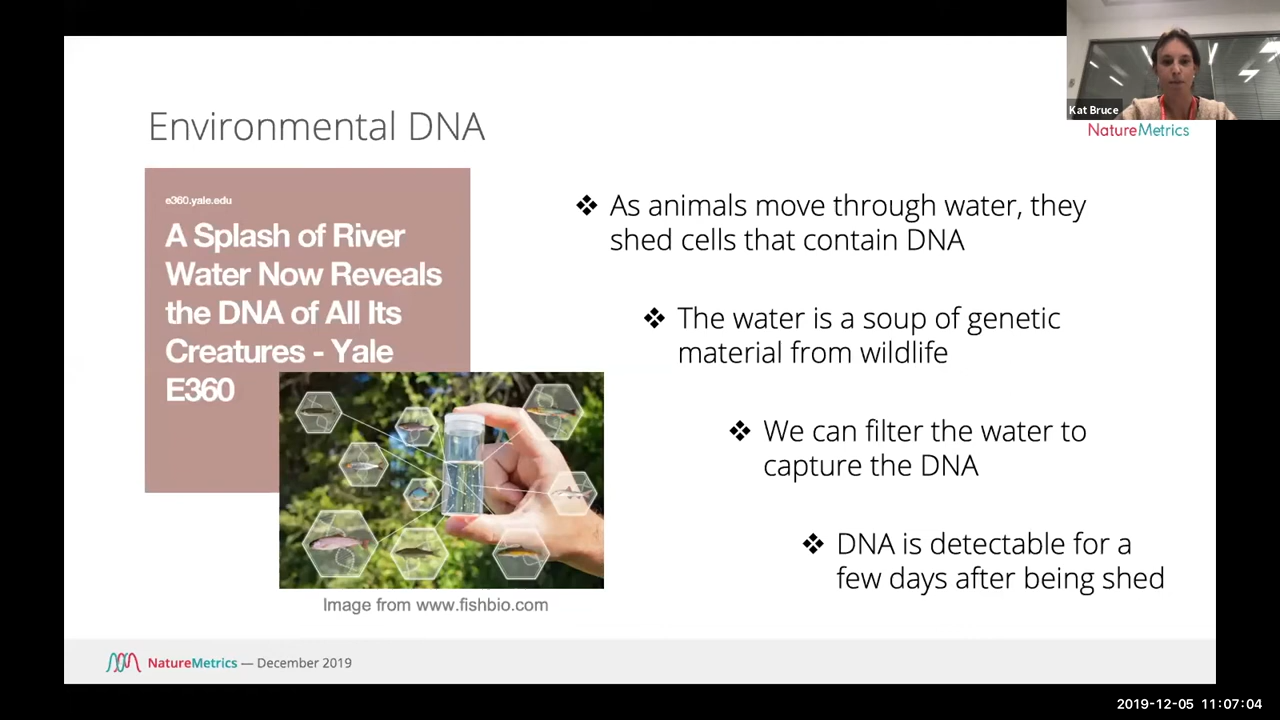 Kat Bruce
NatureMetrics
Environmental DNA
e360.yale.edu
A Splash of River
Water Now Reveals
the DNA of All Its
Creatures - Yale
E360
❖ As animals move through water, they
shed cells that contain DNA
❖ The water is a soup of genetic
material from wildlife
❖ We can filter the water to
capture the DNA
❖ DNA is detectable for a
few days after being shed
Image from www.fishbio.com
NatureMetrics — December 2019
2019-12-05 11:07:04